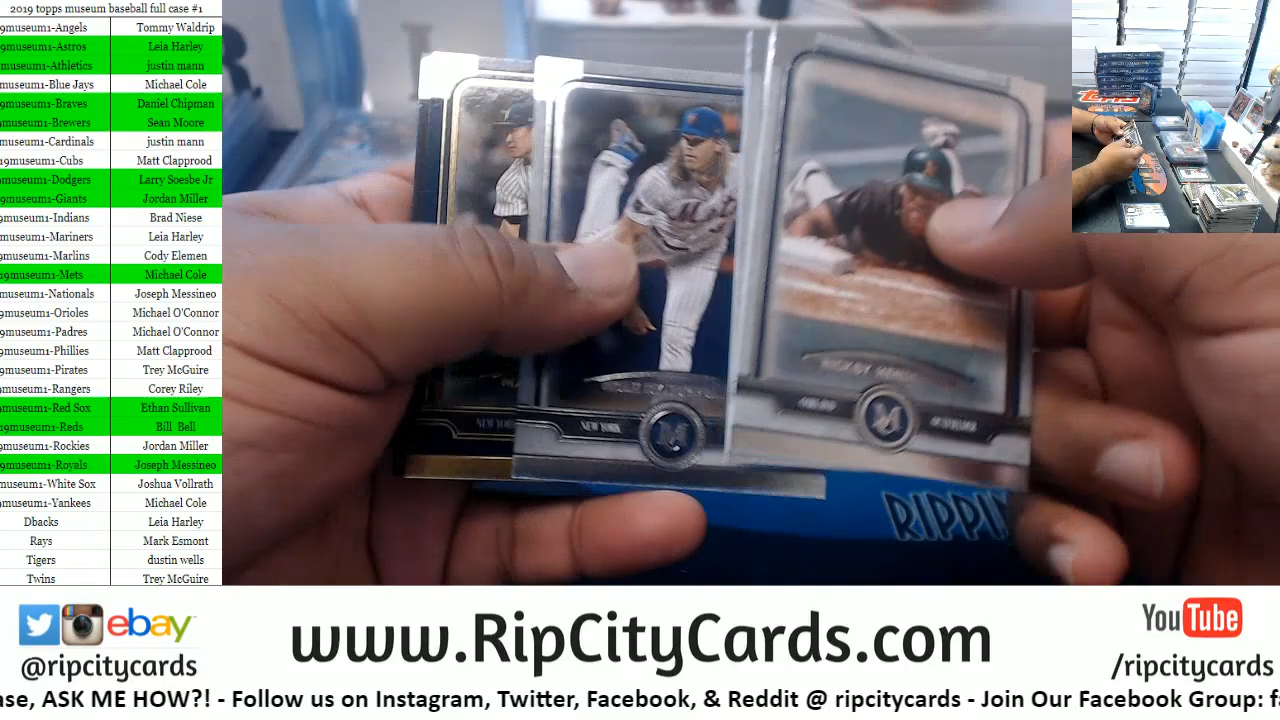 2019 topps museum baseball full case #1
9museum1-Angels Tommy Waldrip
9museum1-Astros Leia Harley
museum1-Athletics justin mann
museum1-Blue Jays Michael Cole
9museum1-Braves Daniel Chipman
9museum1-Brewers Sean Moore
museum1-Cardinals justin mann
19museum1-Cubs Matt Clapprood
9museum1-Dodgers Larry Soesbe Jr
9museum1-Giants Jordan Miller
9museum1-Indians Brad Niese
museum1-Mariners Leia Harley
museum1-Marlins Cody Elemen
19museum1-Mets Michael Cole
museum1-Nationals Joseph Messineo
museum1-Orioles Michael O'Connor
museum1-Padres Michael O'Connor
museum1-Phillies Matt Clapprood
museum1-Pirates Trey McGuire
museum1-Rangers Corey Riley
museum1-Red Sox Ethan Sullivan
19museum1-Reds Bill Bell
museum1-Rockies Jordan Miller
museum1-Royals Joseph Messineo
museum1-White Sox Joshua Vollrath
museum1-Yankees Michael Cole
Dbacks Leia Harley
Rays Mark Esmont
Tigers dustin wells
Twins Trey McGuire
Mets
NEW YORK
NEW YORK
M
M
RIPPI
topps
ebay
@ripcitycards
www.RipCityCards.com
YouTube
/ripcitycards
ase, ASK ME HOW?! - Follow us on Instagram, Twitter, Facebook, & Reddit @ ripcitycards - Join Our Facebook Group: fa